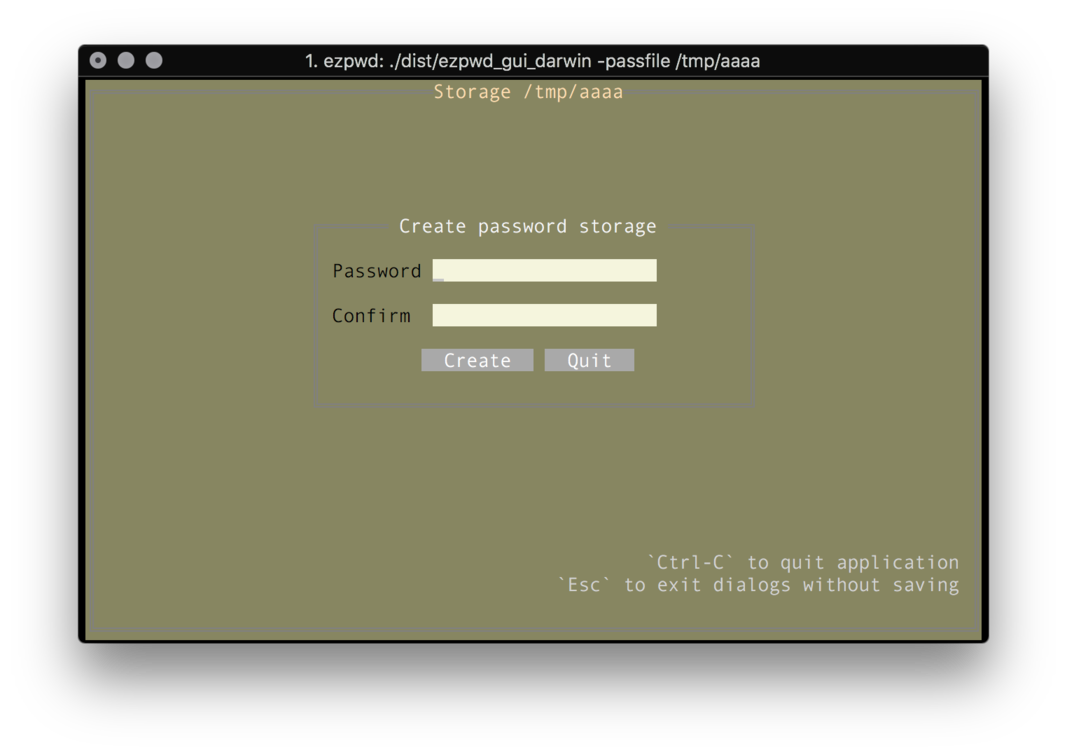 1. ezpwd: ./dist/ezpwd_gui_darwin -passfile /tmp/aaaa
Storage /tmp/aaaa
Create password storage
Password
Confirm
Create Quit
`Ctrl-C` to quit application
`Esc` to exit dialogs without saving